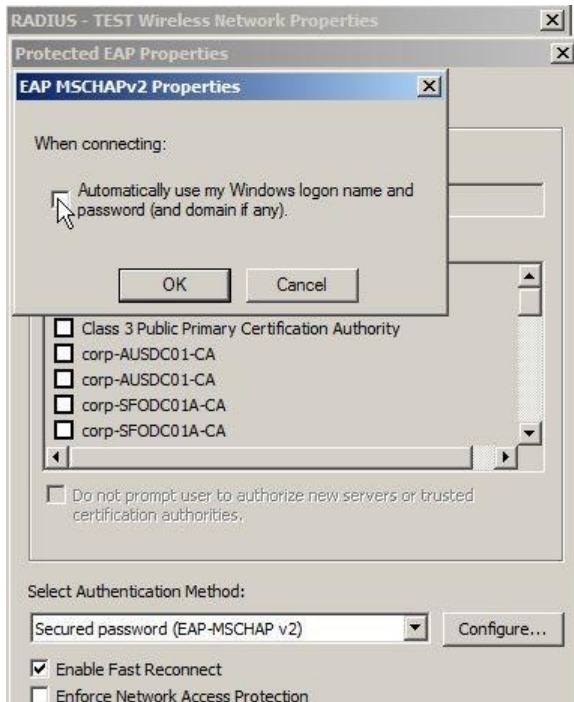 RADIUS - TEST Wireless Network Properties
Protected EAP Properties
EAP MSCHAPv2 Properties
When connecting:
Automatically use my Windows logon name and
password (and domain if any).
OK
Cancel
Class 3 Public Primary Certification Authority
corp-AUSDC01-CA
corp-AUSDC01-CA
corp-SFODC01A-CA
corp-SFODC01A-CA
Do not prompt user to authorize new servers or trusted
certification authorities.
Select Authentication Method:
Secured password (EAP-MSCHAP v2)
Configure...
Enable Fast Reconnect
Enforce Network Access Protection